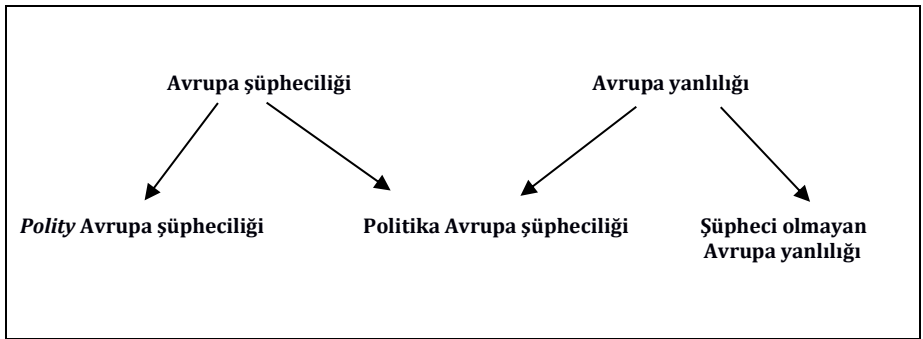 Avrupa şüpheciliği
Avrupa yanlılığı
Polity Avrupa şüpheciliği
Politika Avrupa şüpheciliği
Şüpheci olmayan
Avrupa yanlılığı